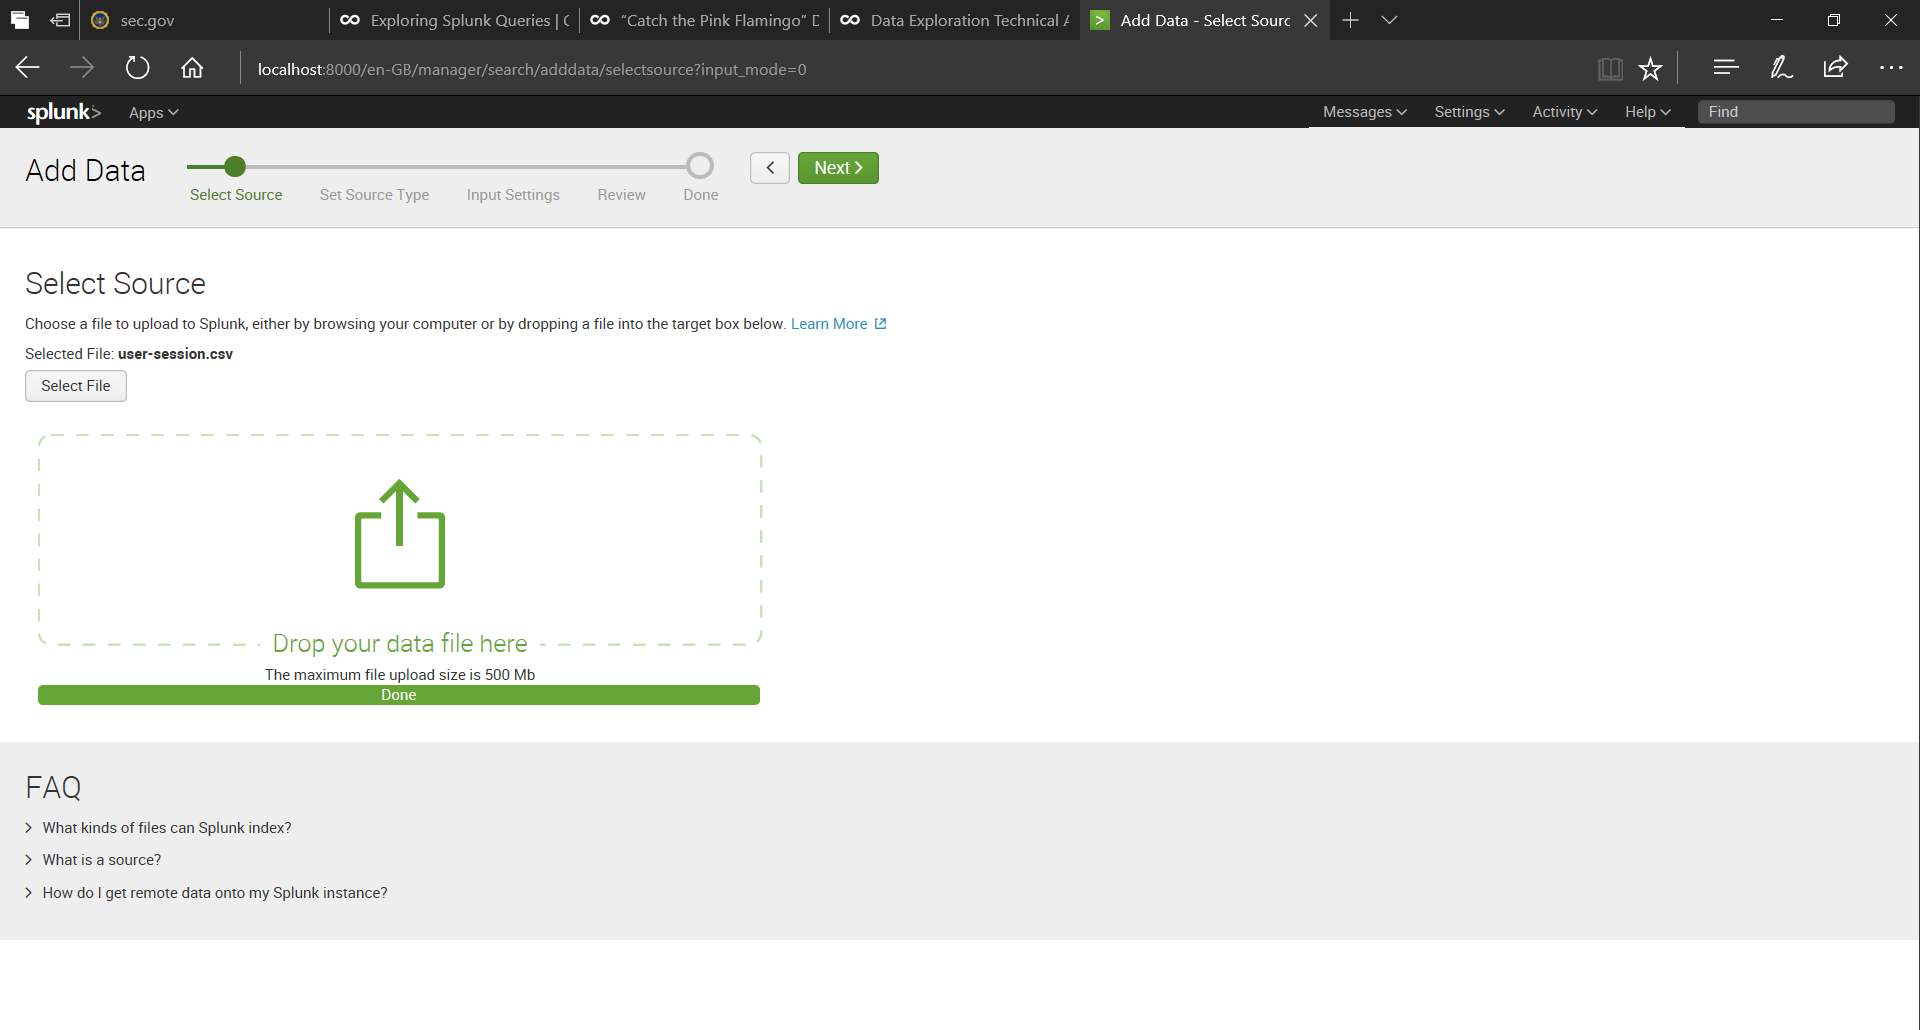 sec.gov
Exploring Splunk Queries | C
“Catch the Pink Flamingo” D
Data Exploration Technical A
Add Data - Select Sourc
localhost:8000/en-GB/manager/search/adddata/selectsource?input_mode=0
splunk>
Apps
Messages
Settings
Activity
Help
Find
Add Data
Select Source
Set Source Type
Input Settings
Review
Done
Next
Select Source
Choose a file to upload to Splunk, either by browsing your computer or by dropping a file into the target box below. Learn More
Selected File: user-session.csv
Select File
Drop your data file here
The maximum file upload size is 500 Mb
Done
FAQ
What kinds of files can Splunk index?
What is a source?
How do I get remote data onto my Splunk instance?